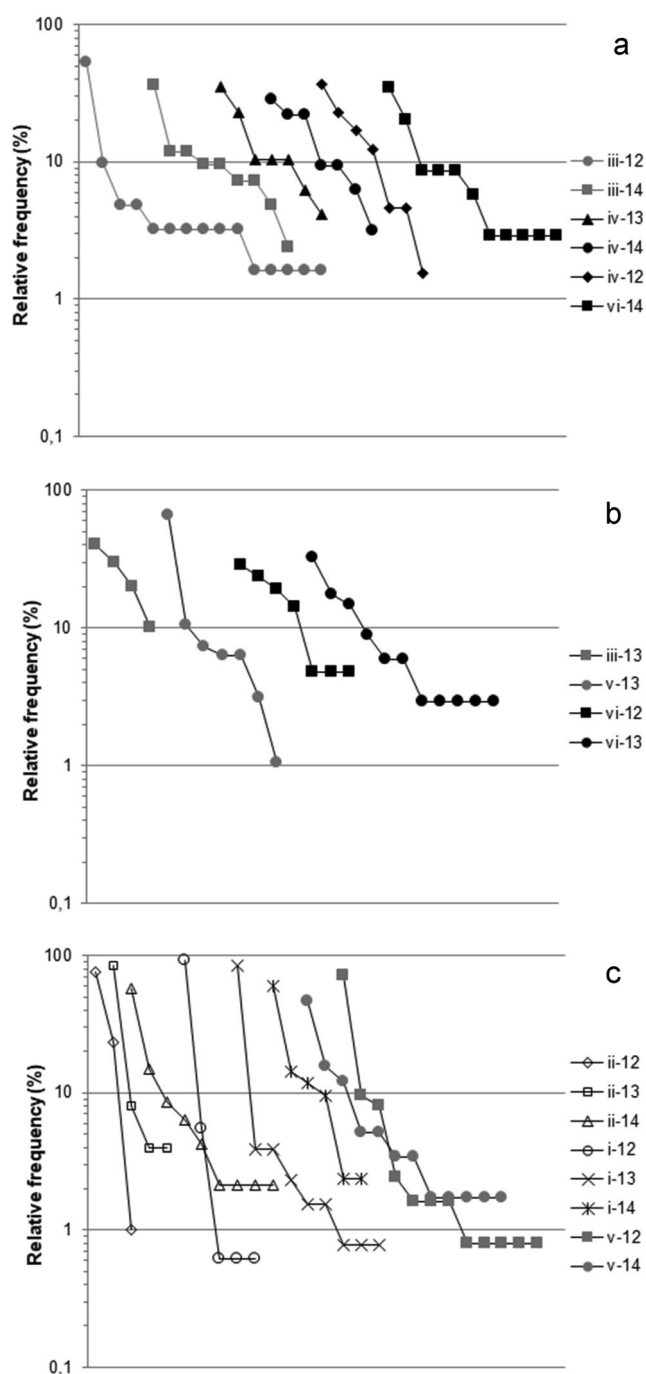 a
100
10
1
0,1
Relative frequency (%)
iii-12
iii-14
iv-13
iv-14
iv-12
vi-14
b
100
10
1
0,1
Relative frequency (%)
iii-13
v-13
vi-12
vi-13
c
100
10
1
0.1
Relative frequency (%)
ii-12
ii-13
ii-14
i-12
i-13
i-14
v-12
v-14